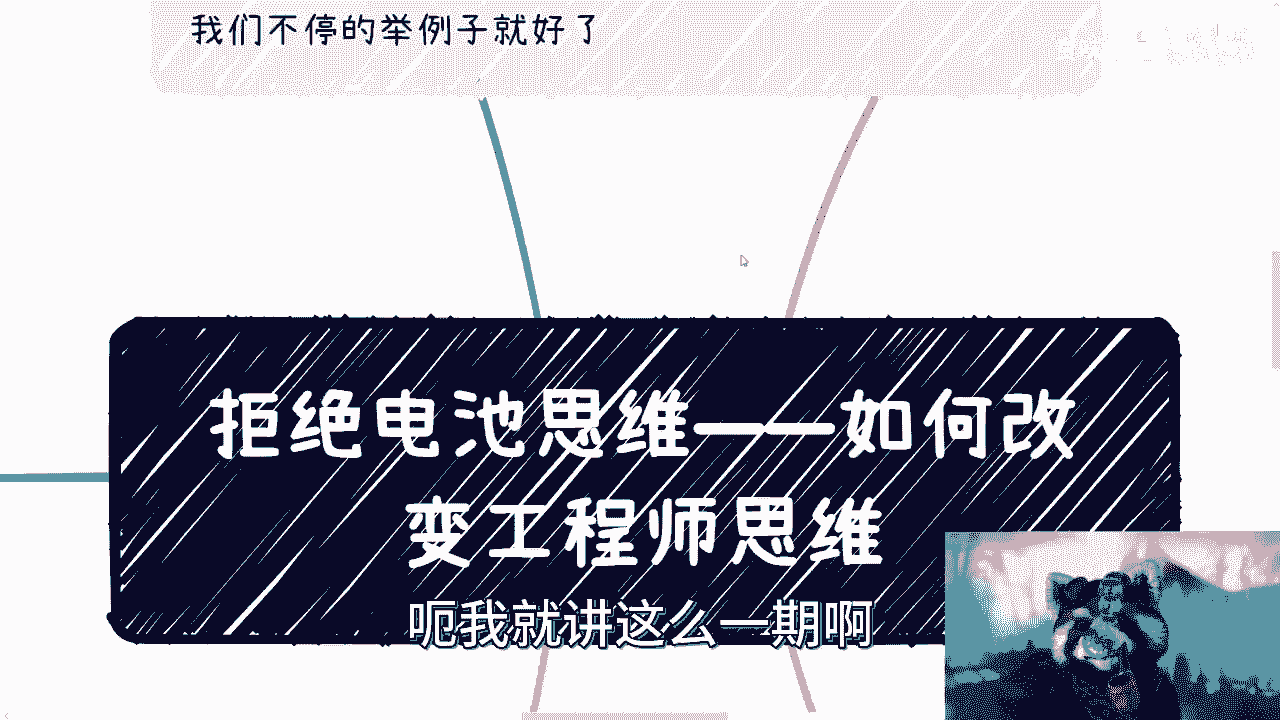 我们不停的举例子就好了
拒绝电池思维——如何改
变工程师思维
呃我就讲这么一期啊